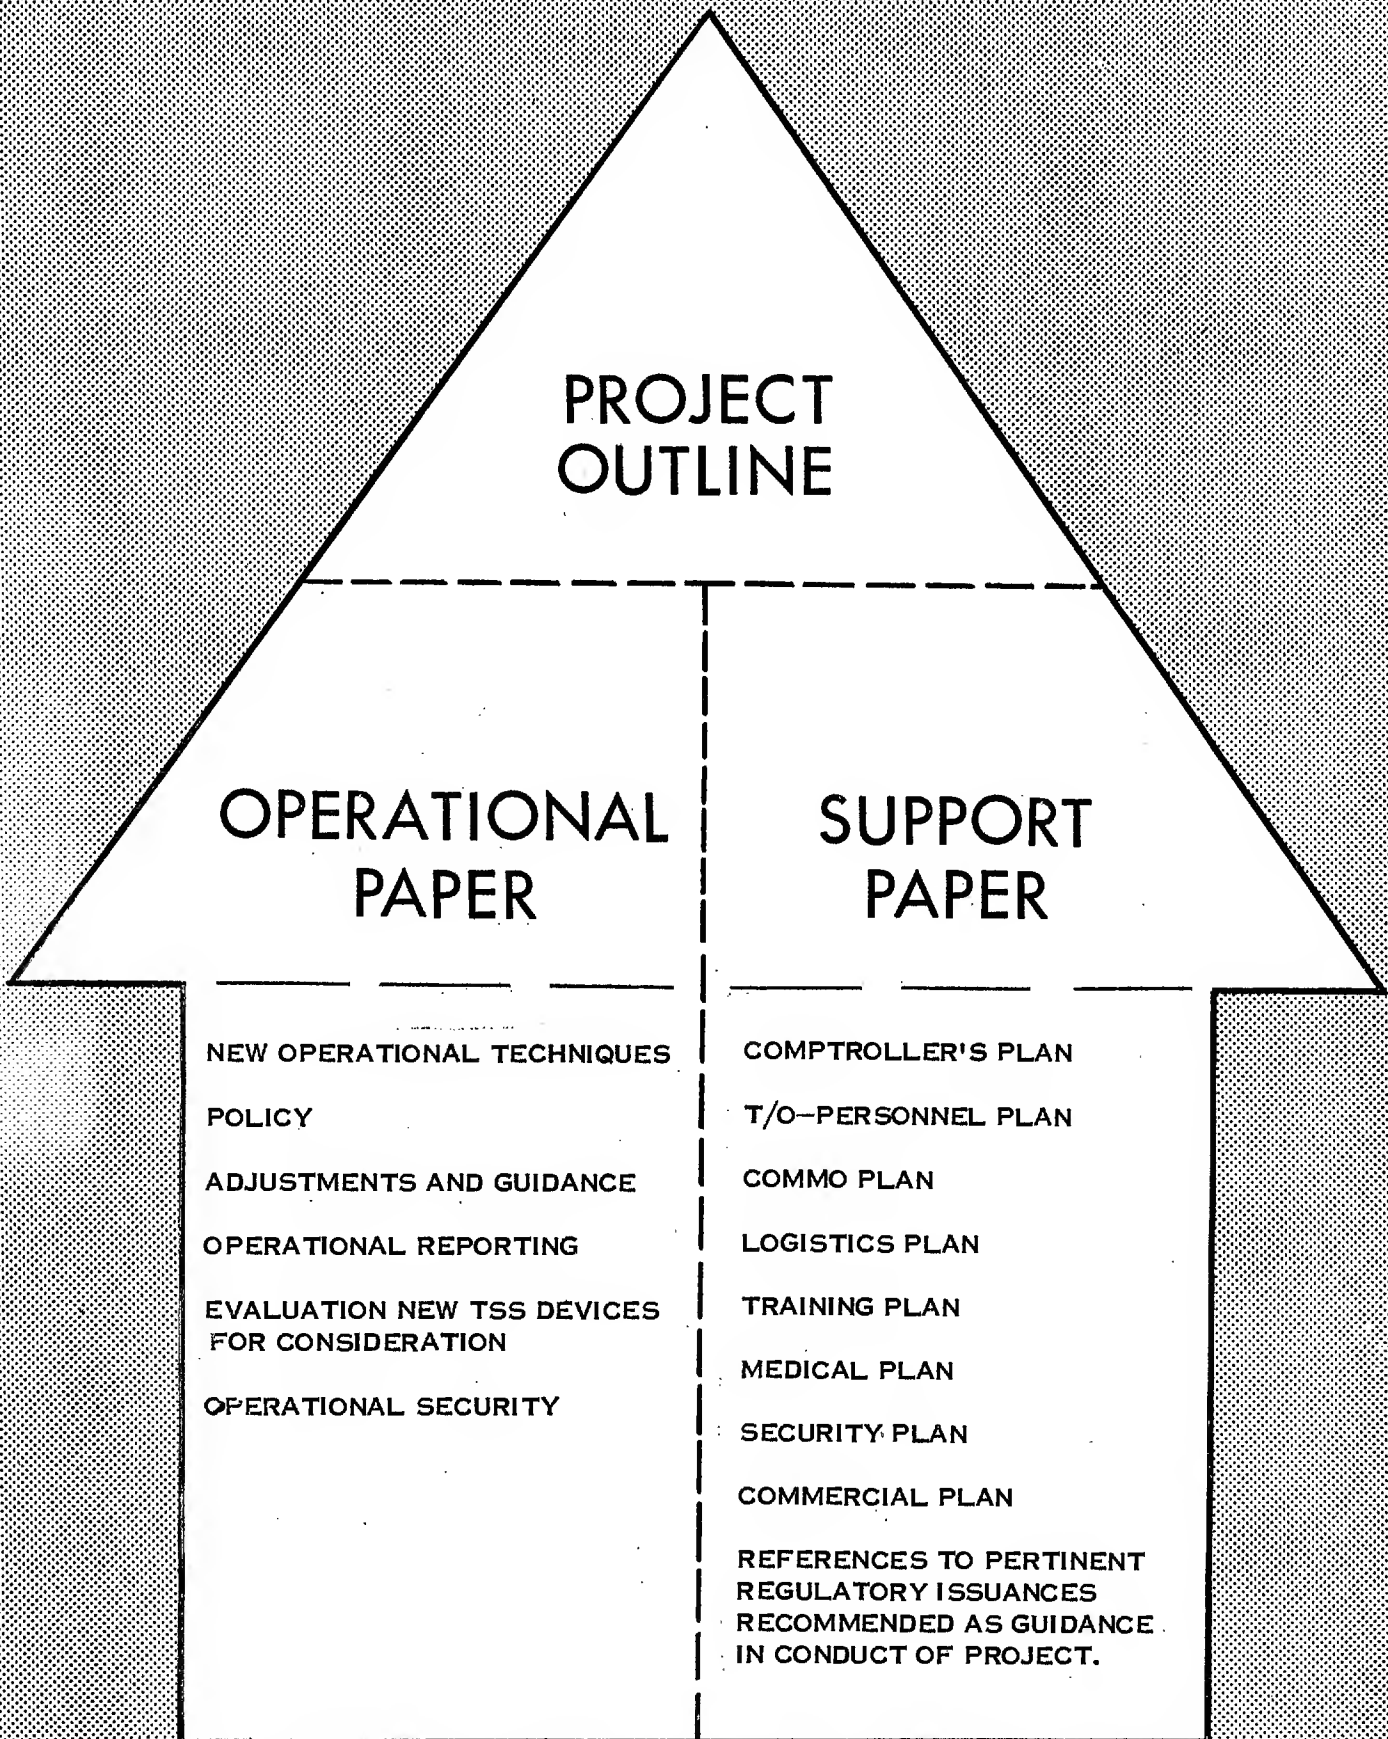 PROJECT
OUTLINE
OPERATIONAL
PAPER
NEW OPERATIONAL TECHNIQUES
POLICY
ADJUSTMENTS AND GUIDANCE
OPERATIONAL REPORTING
EVALUATION NEW TSS DEVICES
FOR CONSIDERATION
OPERATIONAL SECURITY
SUPPORT
PAPER
COMPTROLLER'S PLAN
T/O-PERSONNEL PLAN
COMMO PLAN
LOGISTICS PLAN
TRAINING PLAN
MEDICAL PLAN
SECURITY PLAN
COMMERCIAL PLAN
REFERENCES TO PERTINENT
REGULATORY ISSUANCES
RECOMMENDED AS GUIDANCE
IN CONDUCT OF PROJECT.